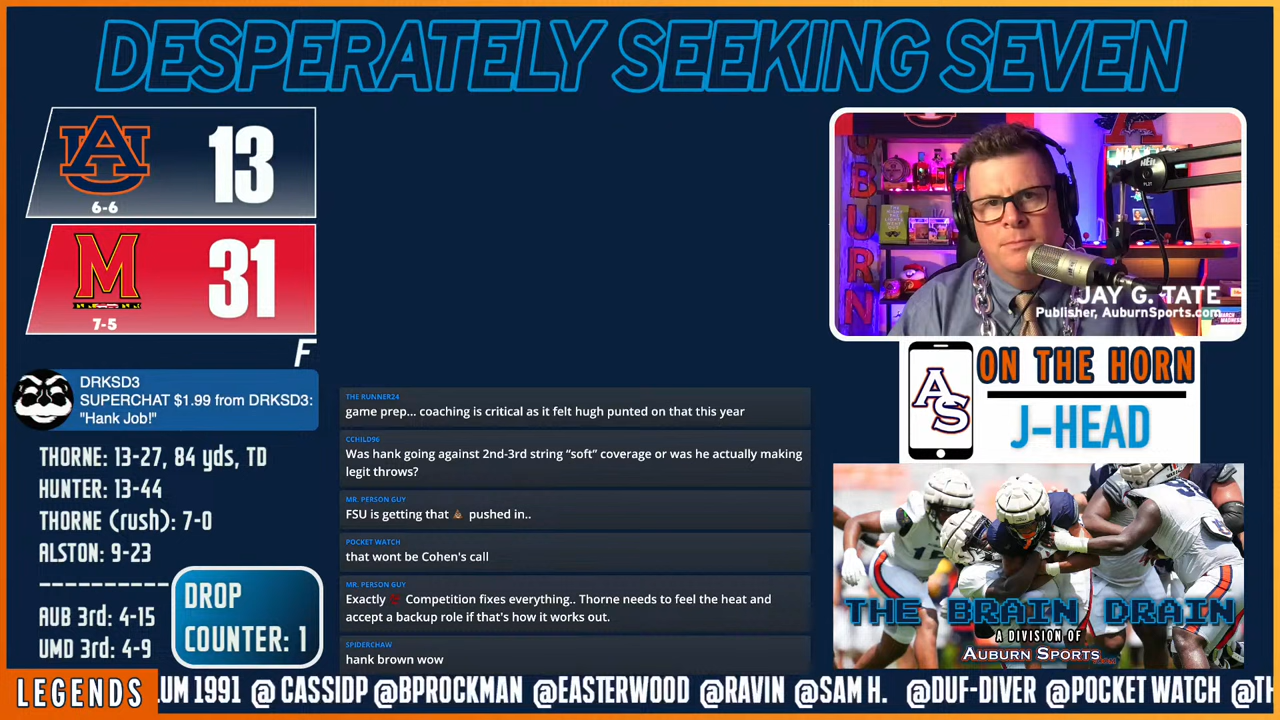 DESPERATELY SEEKING SEVEN
AU
13
6-6
M
31
7-5
F
DRKSD3
SUPERCHAT $1.99 from DRKSD3:
"Hank Job!"
THORNE: 13-27, 84 yds, TD
HUNTER: 13-44
THORNE (rush): 7-0
ALSTON: 9-23
----------
AUB 3rd: 4-15
UMD 3rd: 4-9
DROP
COUNTER: 1
THE RUNNER24
game prep... coaching is critical as it felt hugh punted on that this year
CCHILD96
Was hank going against 2nd-3rd string “soft” coverage or was he actually making
legit throws?
MR. PERSON GUY
FSU is getting that 💩 pushed in..
POCKET WATCH
that wont be Cohen's call
MR. PERSON GUY
Exactly 💯 Competition fixes everything.. Thorne needs to feel the heat and
accept a backup role if that's how it works out.
SPIDERCHAW
hank brown wow
UBURN
JAY G. TATE
Publisher, AuburnSports.com
AS
ON THE HORN
J-HEAD
THE BRAIN DRAIN
A DIVISION OF
AUBURN SPORTS.COM
LEGENDS
LUM 1991 @ CASSIDP @BPROCKMAN @EASTERWOOD @RAVIN @SAM H. @DUF-DIVER @POCKET WATCH @TH